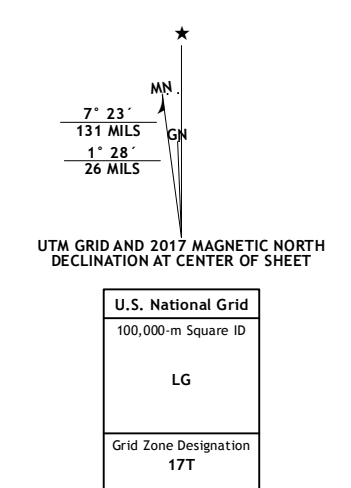 ★
MN
7° 23´
131 MILS
GN
1° 28´
26 MILS
UTM GRID AND 2017 MAGNETIC NORTH
DECLINATION AT CENTER OF SHEET
U.S. National Grid
100,000-m Square ID
LG
Grid Zone Designation
17T